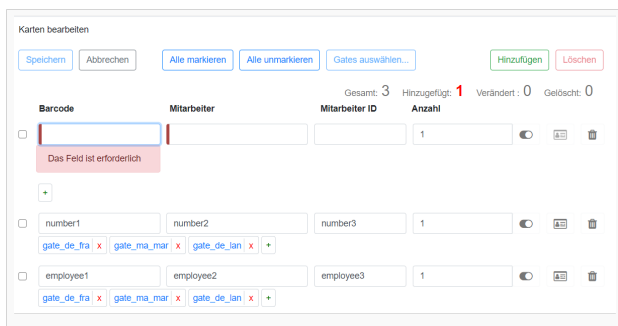 Karten bearbeiten
Speichern Abbrechen Alle markieren Alle unmarkieren Gates auswählen... Hinzufügen Löschen
Gesamt: 3 Hinzugefügt: 1 Verändert : 0 Gelöscht: 0
Barcode Mitarbeiter Mitarbeiter ID Anzahl
1
Das Feld ist erforderlich
+
number1 number2 number3 1
gate_de_fra x gate_ma_mar x gate_de_lan x +
employee1 employee2 employee3 1
gate_de_fra x gate_ma_mar x gate_de_lan x +